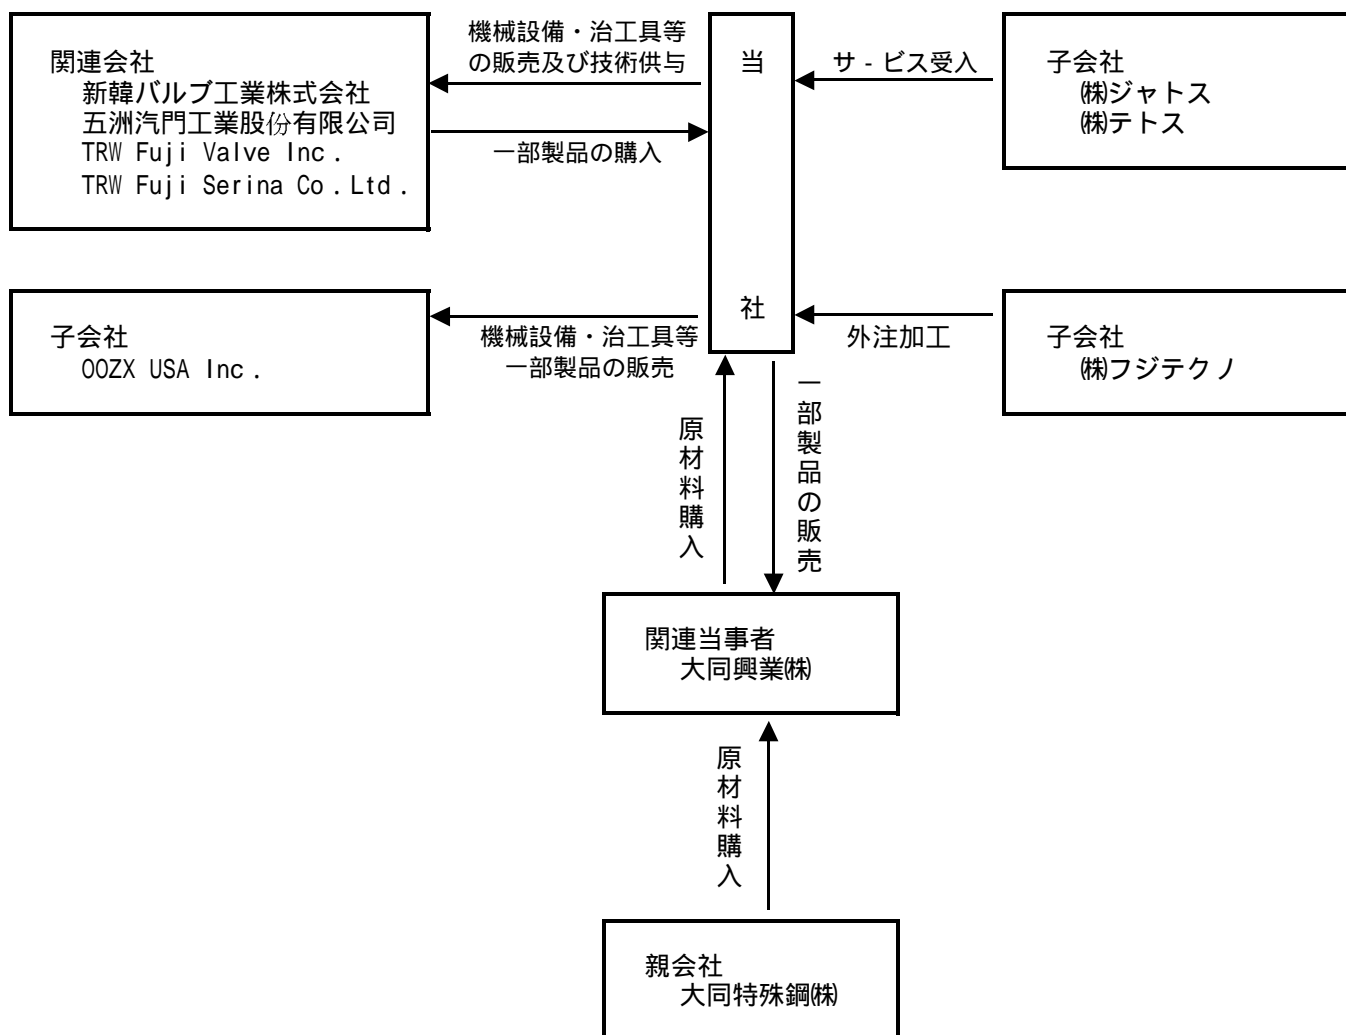 関連会社
新韓バルブ工業株式会社
五洲汽門工業股份有限公司
TRW Fuji Valve Inc.
TRW Fuji Serina Co.Ltd.
機械設備・治工具等
の販売及び技術供与
一部製品の購入
当
社
サ-ビス受入
子会社
㈱ジャトス
㈱テトス
子会社
OOZX USA Inc.
機械設備・治工具等
一部製品の販売
外注加工
子会社
㈱フジテクノ
原材料購入
一部製品の販売
関連当事者
大同興業㈱
原材料購入
親会社
大同特殊鋼㈱